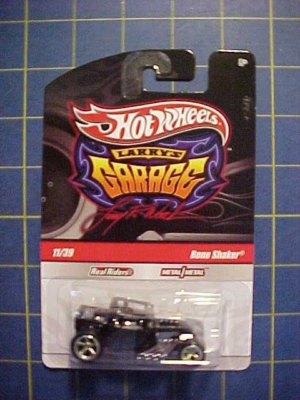 Hot Wheels
LARRY'S
GARAGE
11/39 Bone Shaker
Real Riders METAL/METAL